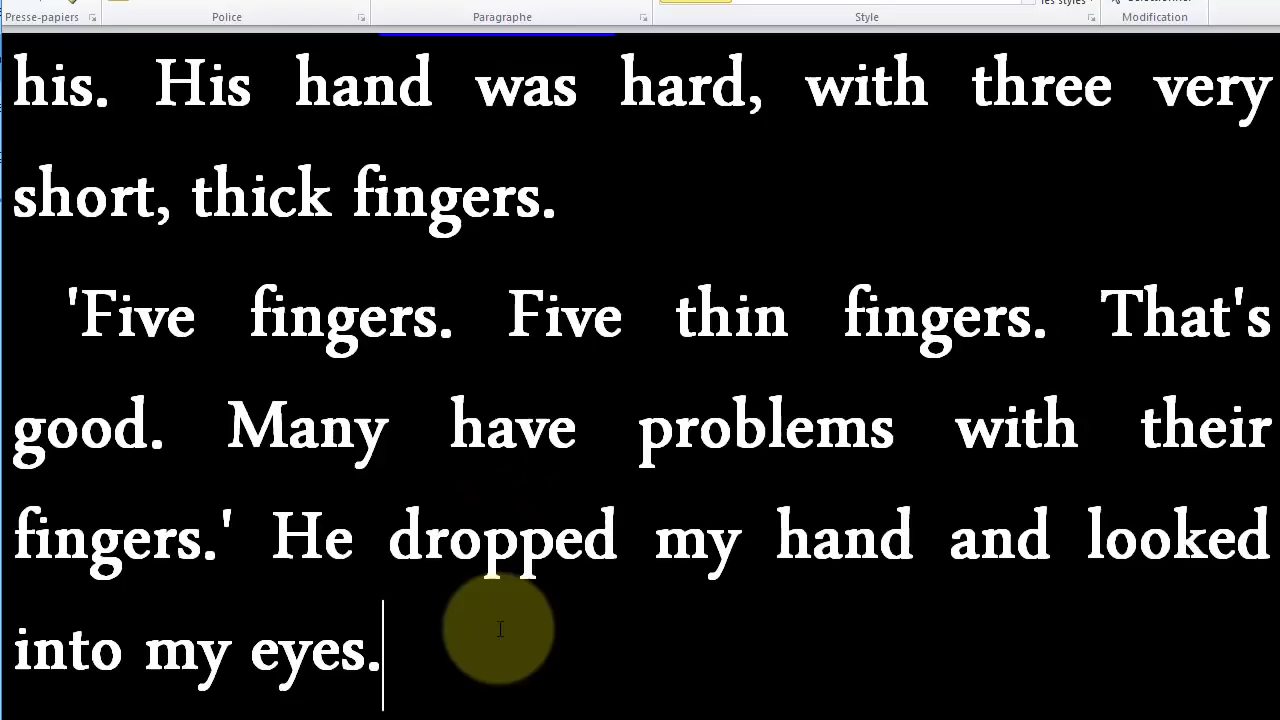 les styles
Presse-papiers Police Paragraphe Style Modification
his. His hand was hard, with three very
short, thick fingers.
'Five fingers. Five thin fingers. That's
good. Many have problems with their
fingers.' He dropped my hand and looked
into my eyes.